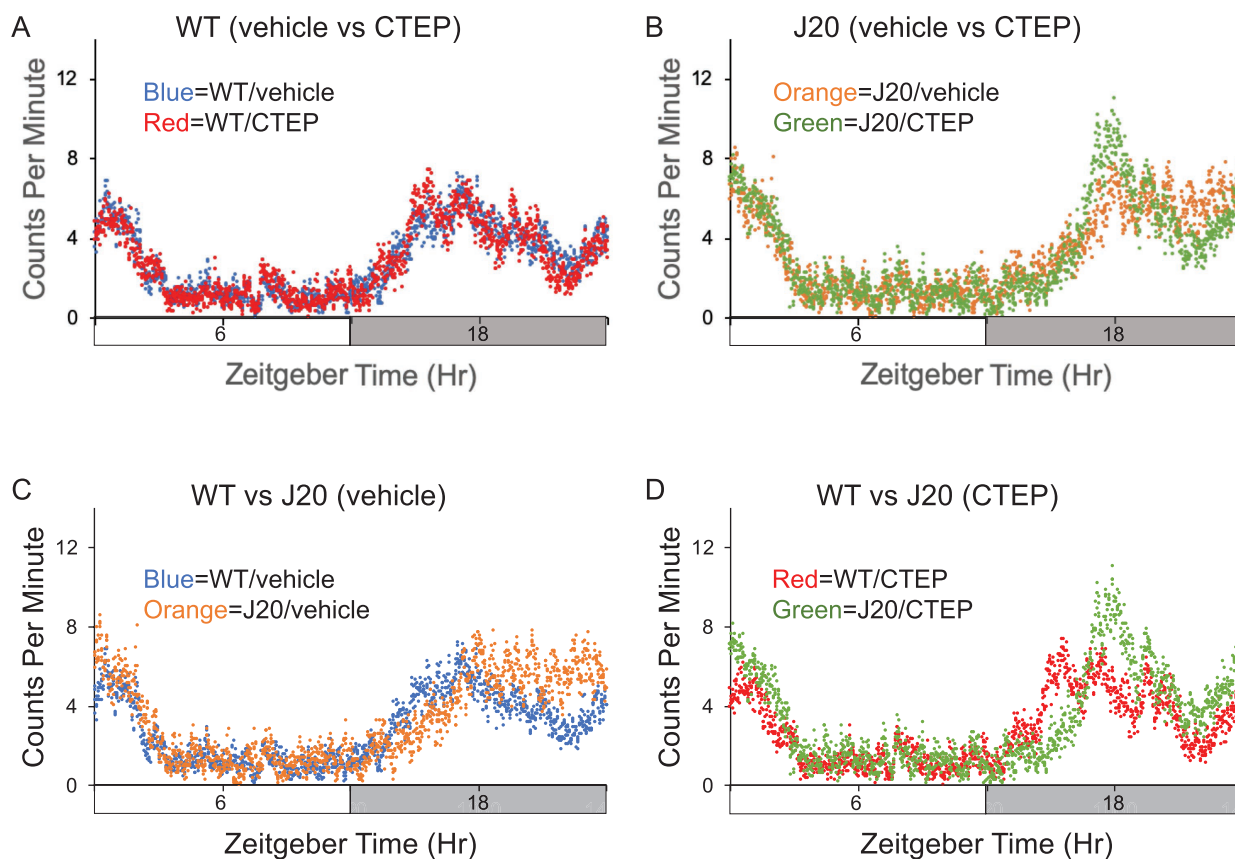 A
WT (vehicle vs CTEP)
Counts Per Minute
12
8
4
0
Blue=WT/vehicle
Red=WT/CTEP
6
18
Zeitgeber Time (Hr)
B
J20 (vehicle vs CTEP)
Counts Per Minute
12
8
4
0
Orange=J20/vehicle
Green=J20/CTEP
6
18
Zeitgeber Time (Hr)
C
WT vs J20 (vehicle)
Counts Per Minute
12
8
4
0
Blue=WT/vehicle
Orange=J20/vehicle
6
18
Zeitgeber Time (Hr)
D
WT vs J20 (CTEP)
Counts Per Minute
12
8
4
0
Red=WT/CTEP
Green=J20/CTEP
6
18
Zeitgeber Time (Hr)